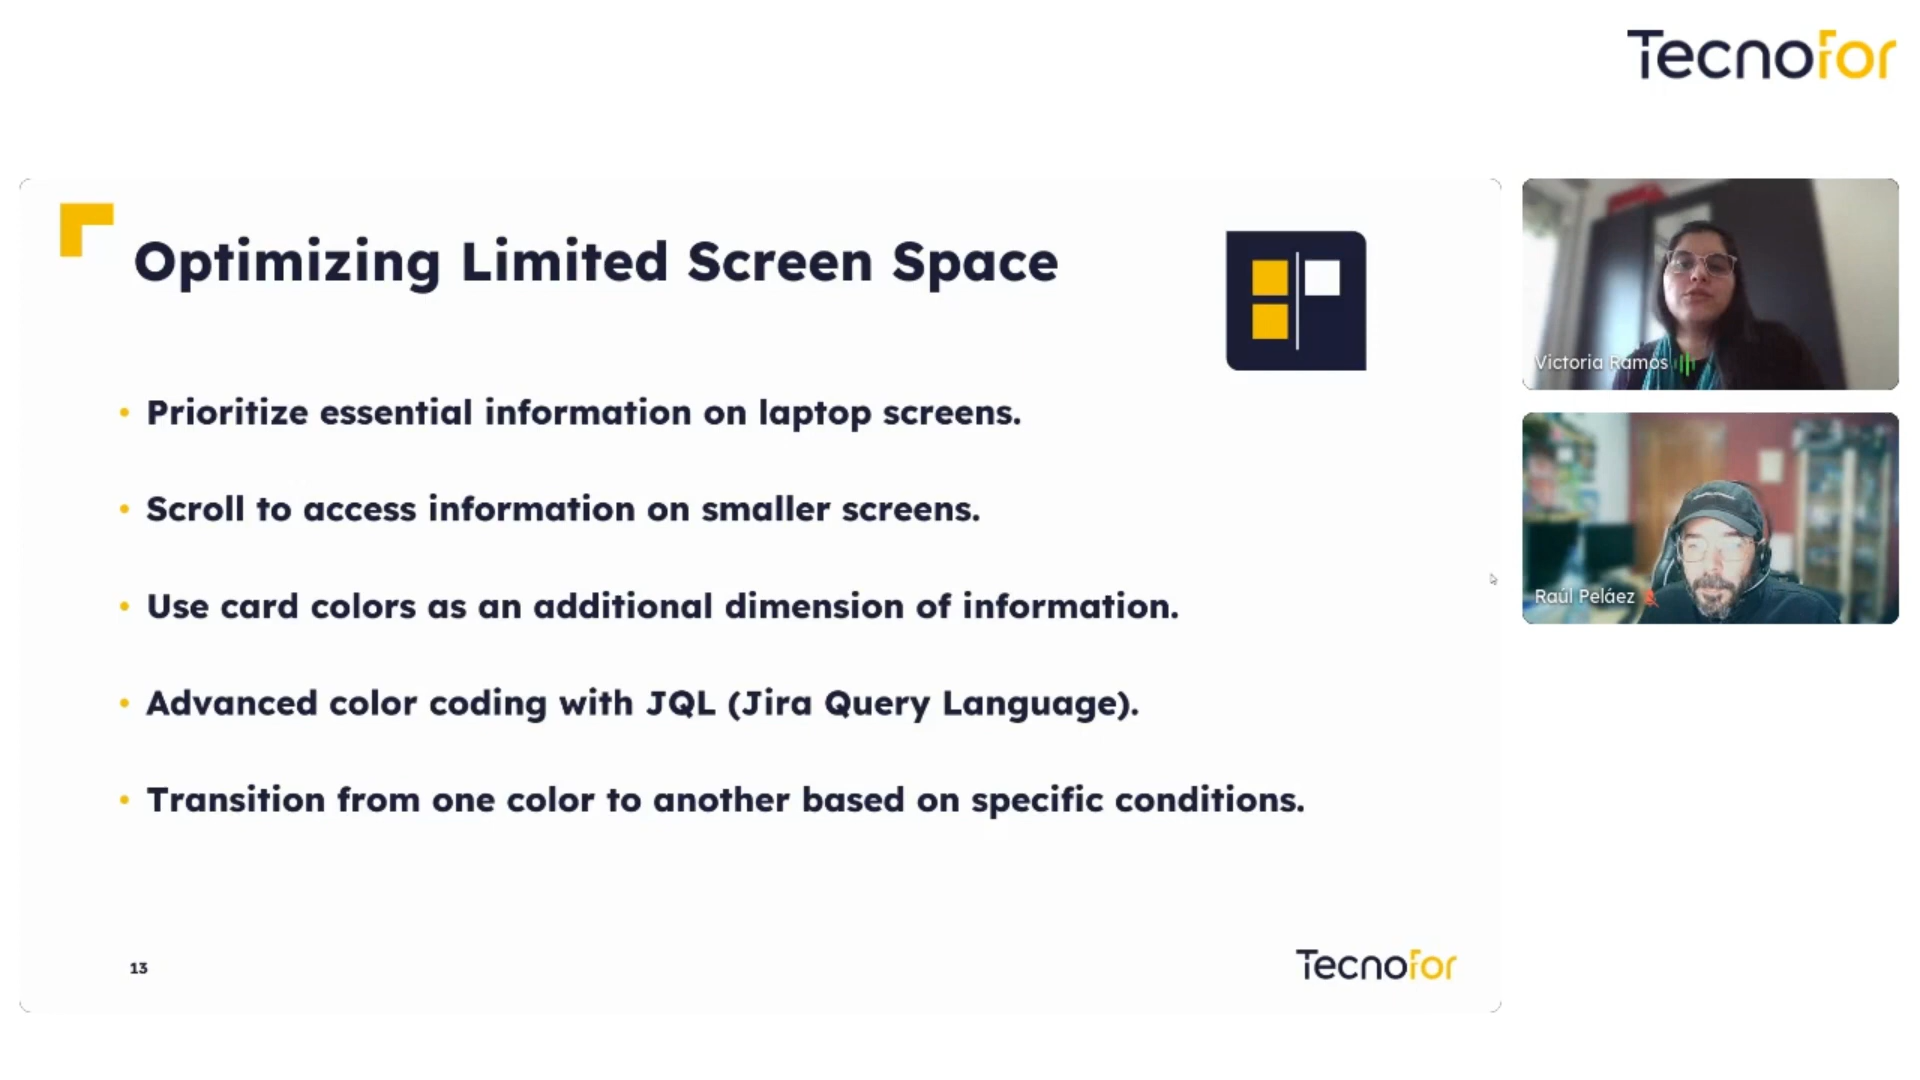 Tecnofor
Optimizing Limited Screen Space
• Prioritize essential information on laptop screens.
• Scroll to access information on smaller screens.
• Use card colors as an additional dimension of information.
• Advanced color coding with JQL (Jira Query Language).
• Transition from one color to another based on specific conditions.
13
Tecnofor
Victoria Ramos
Raúl Peláez